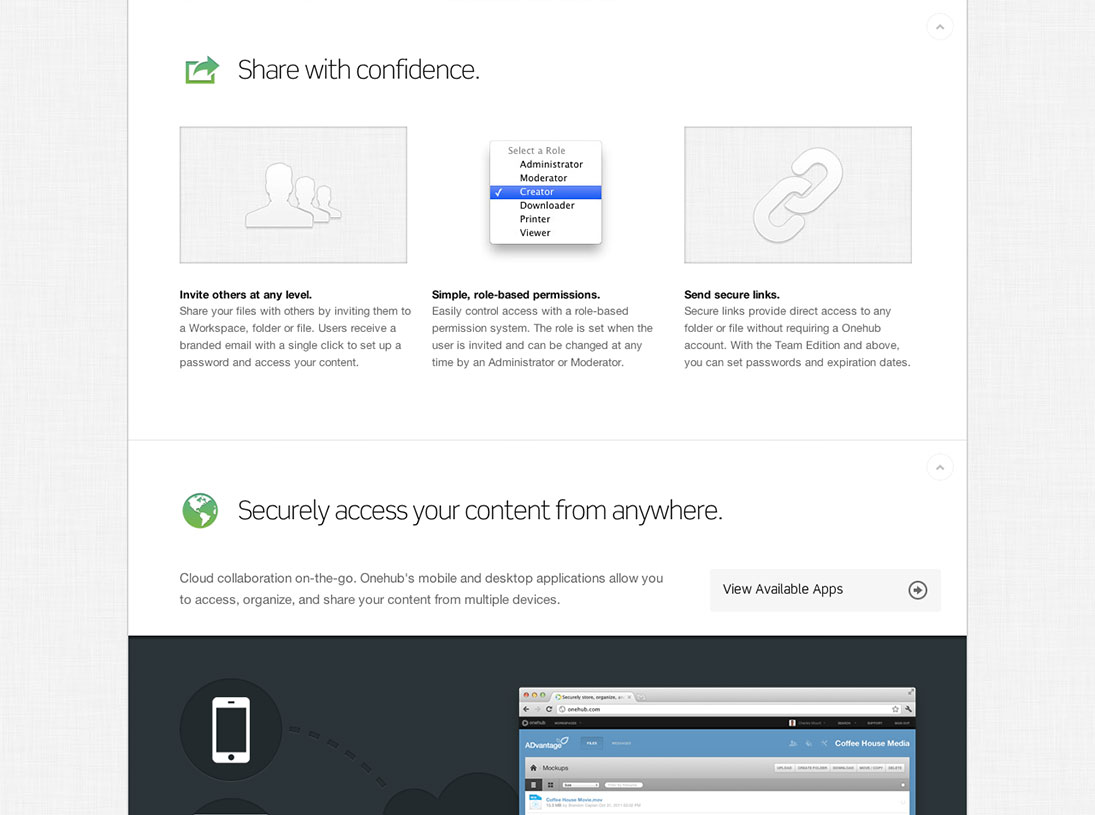 Share with confidence.
Select a Role
Administrator
Moderator
✓ Creator
Downloader
Printer
Viewer
Invite others at any level.
Share your files with others by inviting them to
a Workspace, folder or file. Users receive a
branded email with a single click to set up a
password and access your content.
Simple, role-based permissions.
Easily control access with a role-based
permission system. The role is set when the
user is invited and can be changed at any
time by an Administrator or Moderator.
Send secure links.
Secure links provide direct access to any
folder or file without requiring a Onehub
account. With the Team Edition and above,
you can set passwords and expiration dates.
Securely access your content from anywhere.
Cloud collaboration on-the-go. Onehub's mobile and desktop applications allow you
to access, organize, and share your content from multiple devices.
View Available Apps
Securely store, organize,
onehub.com
onehub WORKSPACES
SEARCH SUPPORT
ADvantage FILES MESSAGES Coffee House Media
Mockups UPLOAD CREATE FOLDER DOWNLOAD MOVE / COPY DELETE
Coffee House Movie.mov